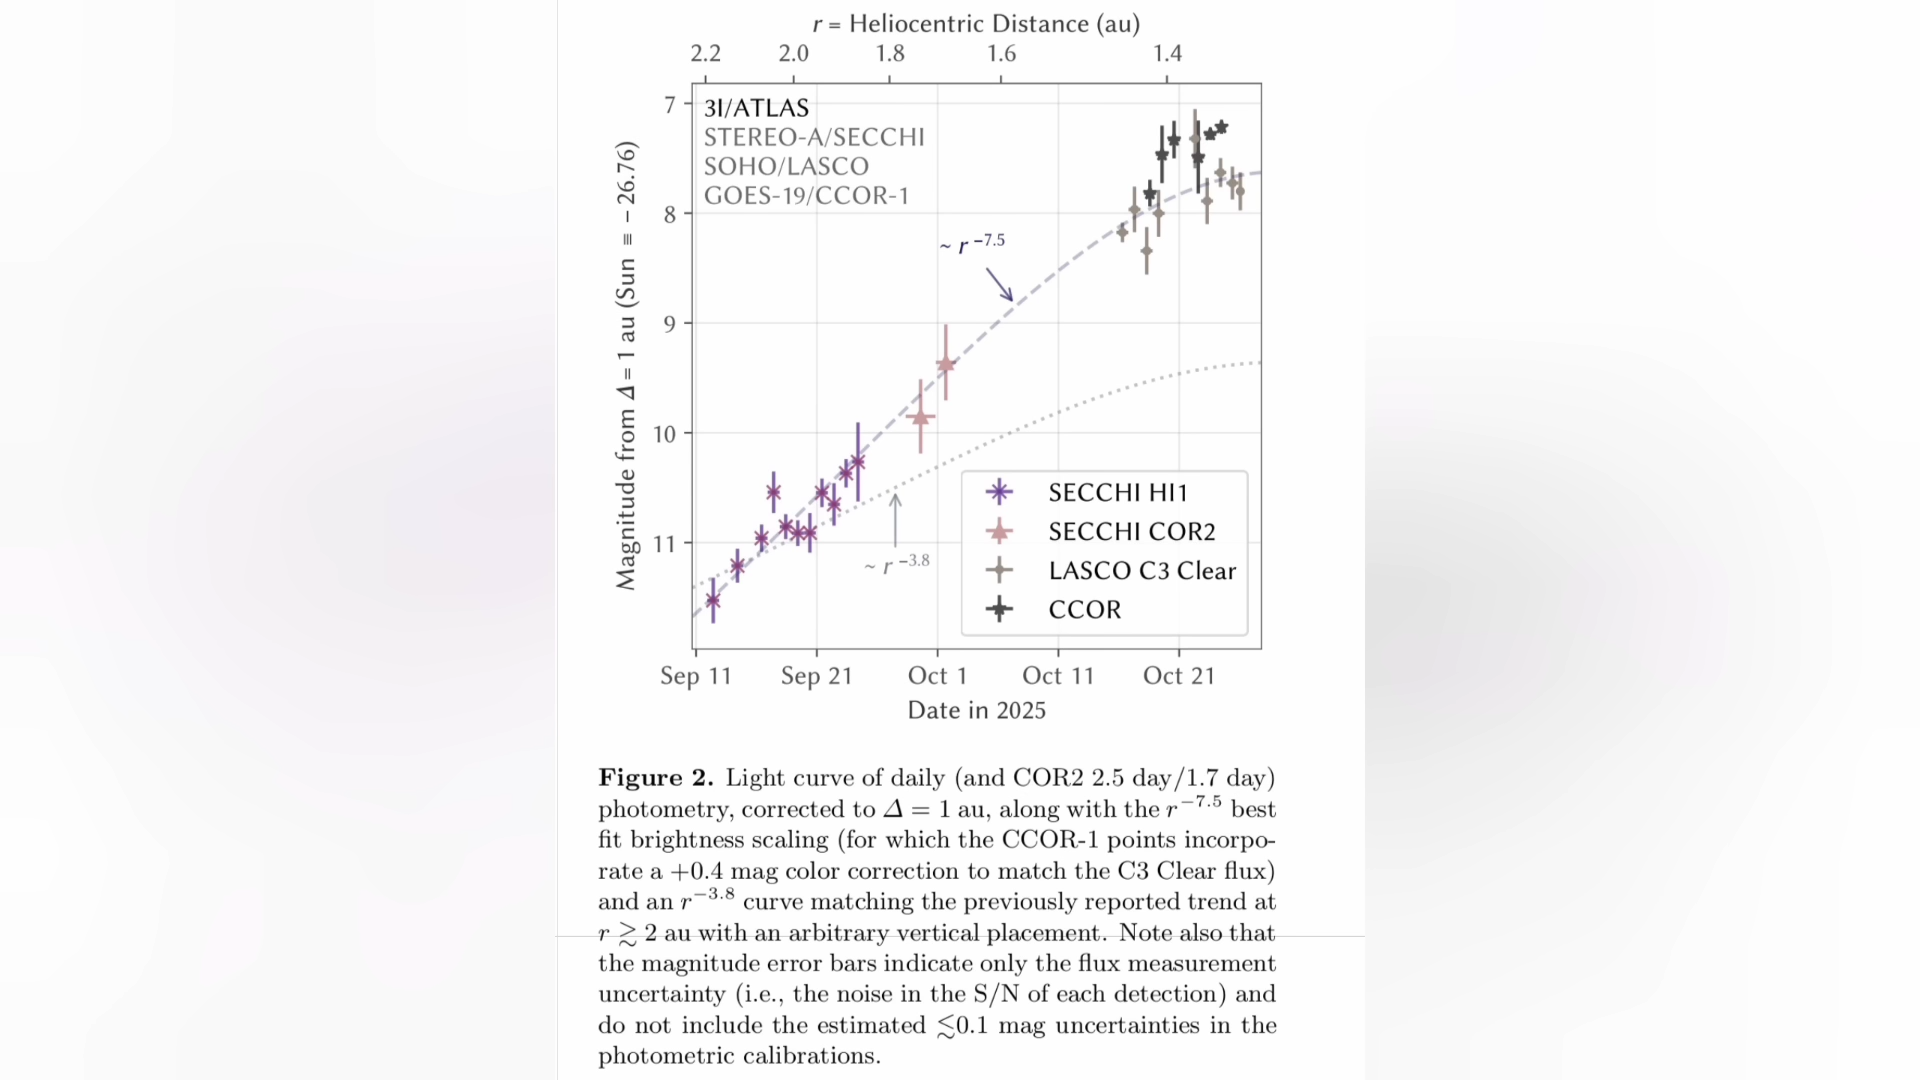 r = Heliocentric Distance (au)
2.2 2.0 1.8 1.6 1.4
3I/ATLAS
STEREO-A/SECCHI
SOHO/LASCO
GOES-19/CCOR-1
Magnitude from Δ = 1 au (Sun ≡ −26.76)
7
8
9
10
11
~ r −7.5
~ r −3.8
SECCHI HI1
SECCHI COR2
LASCO C3 Clear
CCOR
Sep 11 Sep 21 Oct 1 Oct 11 Oct 21
Date in 2025
Figure 2. Light curve of daily (and COR2 2.5 day/1.7 day)
photometry, corrected to Δ = 1 au, along with the r−7.5 best
fit brightness scaling (for which the CCOR-1 points incorpo-
rate a +0.4 mag color correction to match the C3 Clear flux)
and an r−3.8 curve matching the previously reported trend at
r ≳ 2 au with an arbitrary vertical placement. Note also that
the magnitude error bars indicate only the flux measurement
uncertainty (i.e., the noise in the S/N of each detection) and
do not include the estimated ≲0.1 mag uncertainties in the
photometric calibrations.